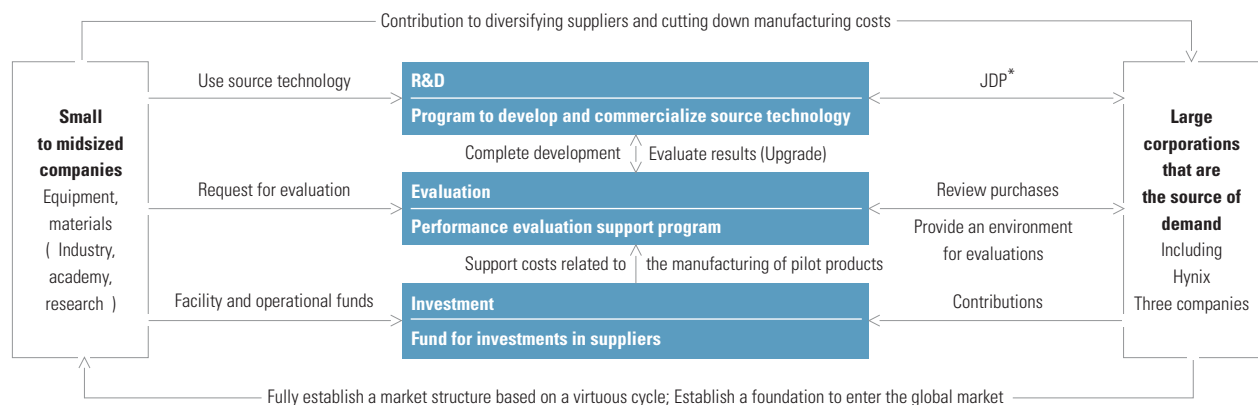 Contribution to diversifying suppliers and cutting down manufacturing costs
Small
to midsized
companies
Equipment,
materials
( Industry,
academy,
research )
Use source technology
Request for evaluation
Facility and operational funds
R&D
Program to develop and commercialize source technology
Complete development
Evaluate results (Upgrade)
Evaluation
Performance evaluation support program
Support costs related to the manufacturing of pilot products
Investment
Fund for investments in suppliers
JDP*
Review purchases
Provide an environment
for evaluations
Contributions
Large
corporations
that are
the source of
demand
Including
Hynix
Three companies
Fully establish a market structure based on a virtuous cycle; Establish a foundation to enter the global market